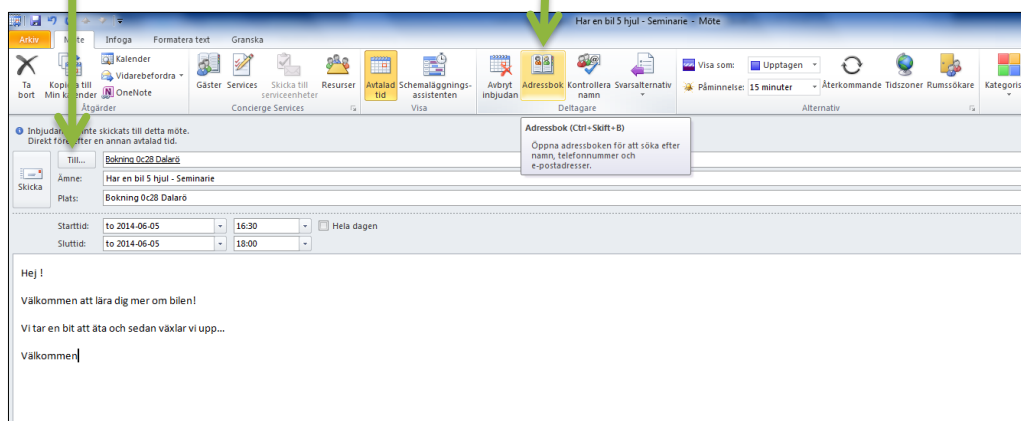 Har en bil 5 hjul - Seminarie - Möte
Arkiv Möte Infoga Formatera text Granska
Ta bort
Kopiera till Min kalender
Kalender
Vidarebefordra
OneNote
Åtgärder
Gäster Services
Skicka till serviceenheter
Resurser
Concierge Services
Avtalad tid
Schemaläggnings-assistenten
Visa
Avbryt inbjudan
Adressbok
Kontrollera namn
Svarsalternativ
Deltagare
Visa som: Upptagen
Påminnelse: 15 minuter
Återkommande Tidszoner Rumssökare
Alternativ
Kategoris
Adressbok (Ctrl+Skift+B)
Öppna adressboken för att söka efter
namn, telefonnummer och
e-postadresser.
skickats till detta möte.
Direkt en annan avtalad tid.
Skicka
Till... Bokning 0c28 Dalarö
Ämne: Har en bil 5 hjul - Seminarie
Plats: Bokning 0c28 Dalarö
Starttid: to 2014-06-05 16:30 Hela dagen
Sluttid: to 2014-06-05 18:00
Hej !
Välkommen att lära dig mer om bilen!
Vi tar en bit att äta och sedan växlar vi upp...
Välkommen